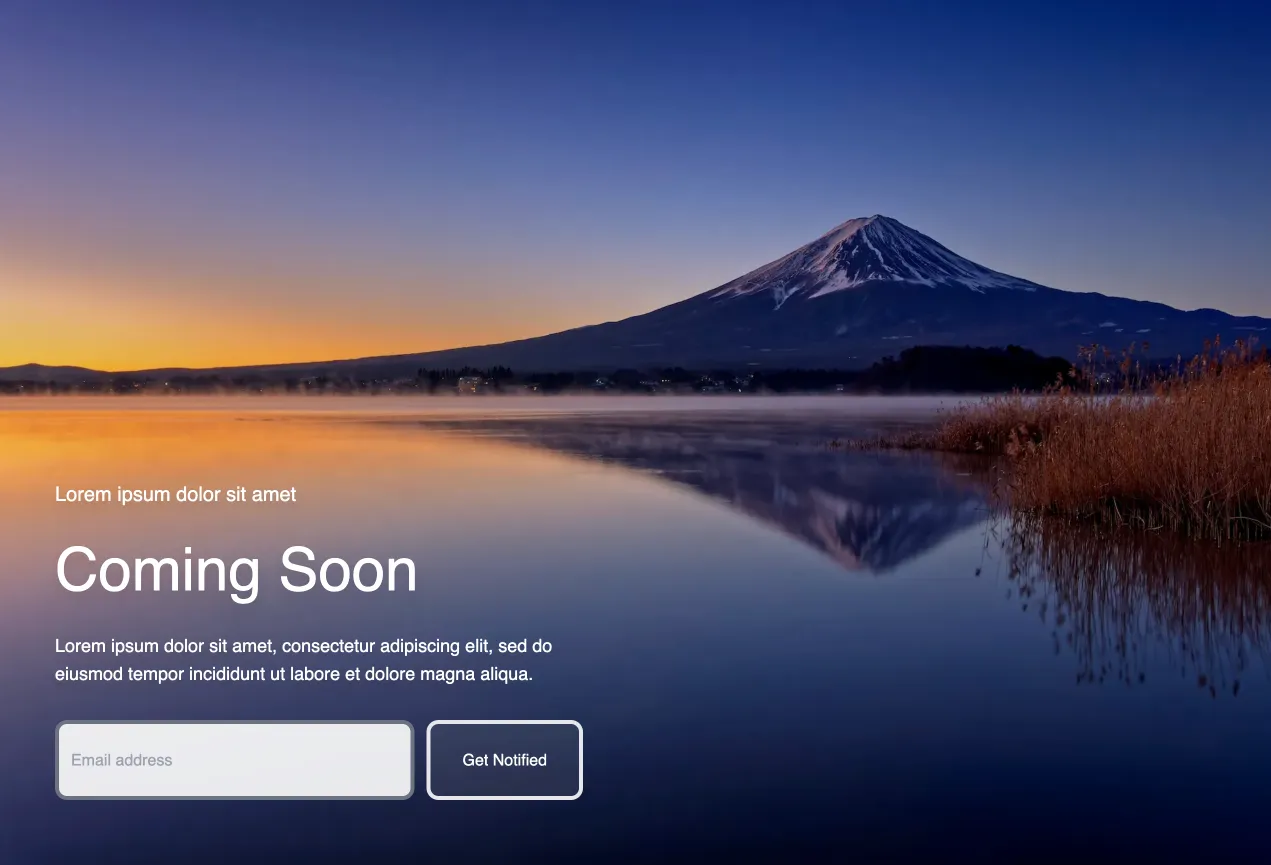 Lorem ipsum dolor sit amet
Coming Soon
Lorem ipsum dolor sit amet, consectetur adipiscing elit, sed do
eiusmod tempor incididunt ut labore et dolore magna aliqua.
Email address
Get Notified